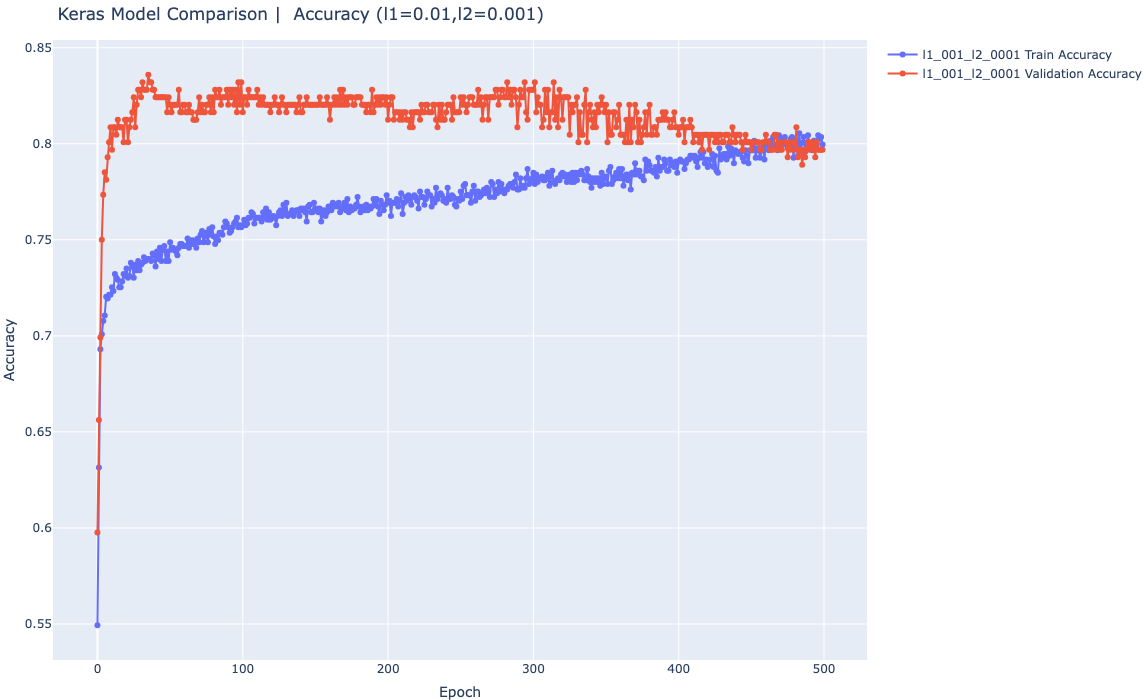 Keras Model Comparison |  Accuracy (l1=0.01,l2=0.001)
l1_001_l2_0001 Train Accuracy
l1_001_l2_0001 Validation Accuracy
0.85
0.8
0.75
0.7
0.65
0.6
0.55
Accuracy
0 100 200 300 400 500
Epoch